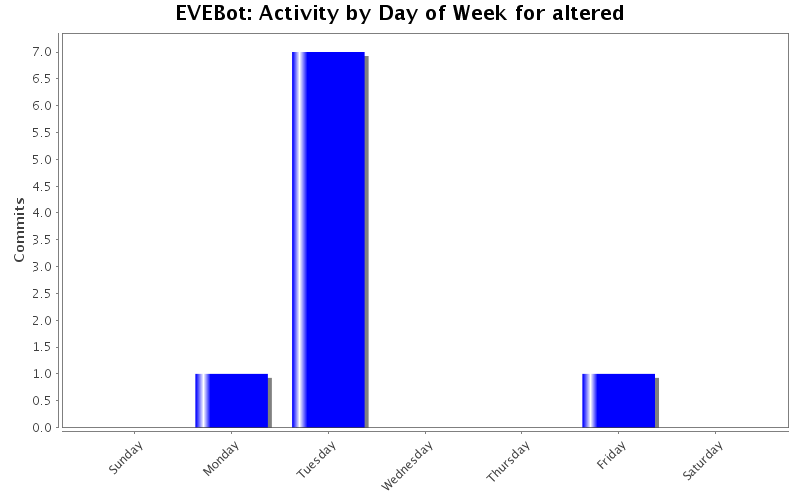 EVEBot: Activity by Day of Week for altered
7.0
6.5
6.0
5.5
5.0
4.5
4.0
3.5
3.0
2.5
2.0
1.5
1.0
0.5
0.0
Commits
Sunday
Monday
Tuesday
Wednesday
Thursday
Friday
Saturday